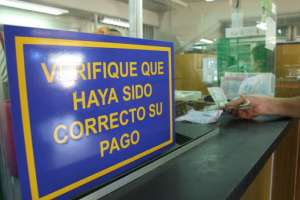 VERIFIQUE QUE
HAYA SIDO
CORRECTO SU
PAGO